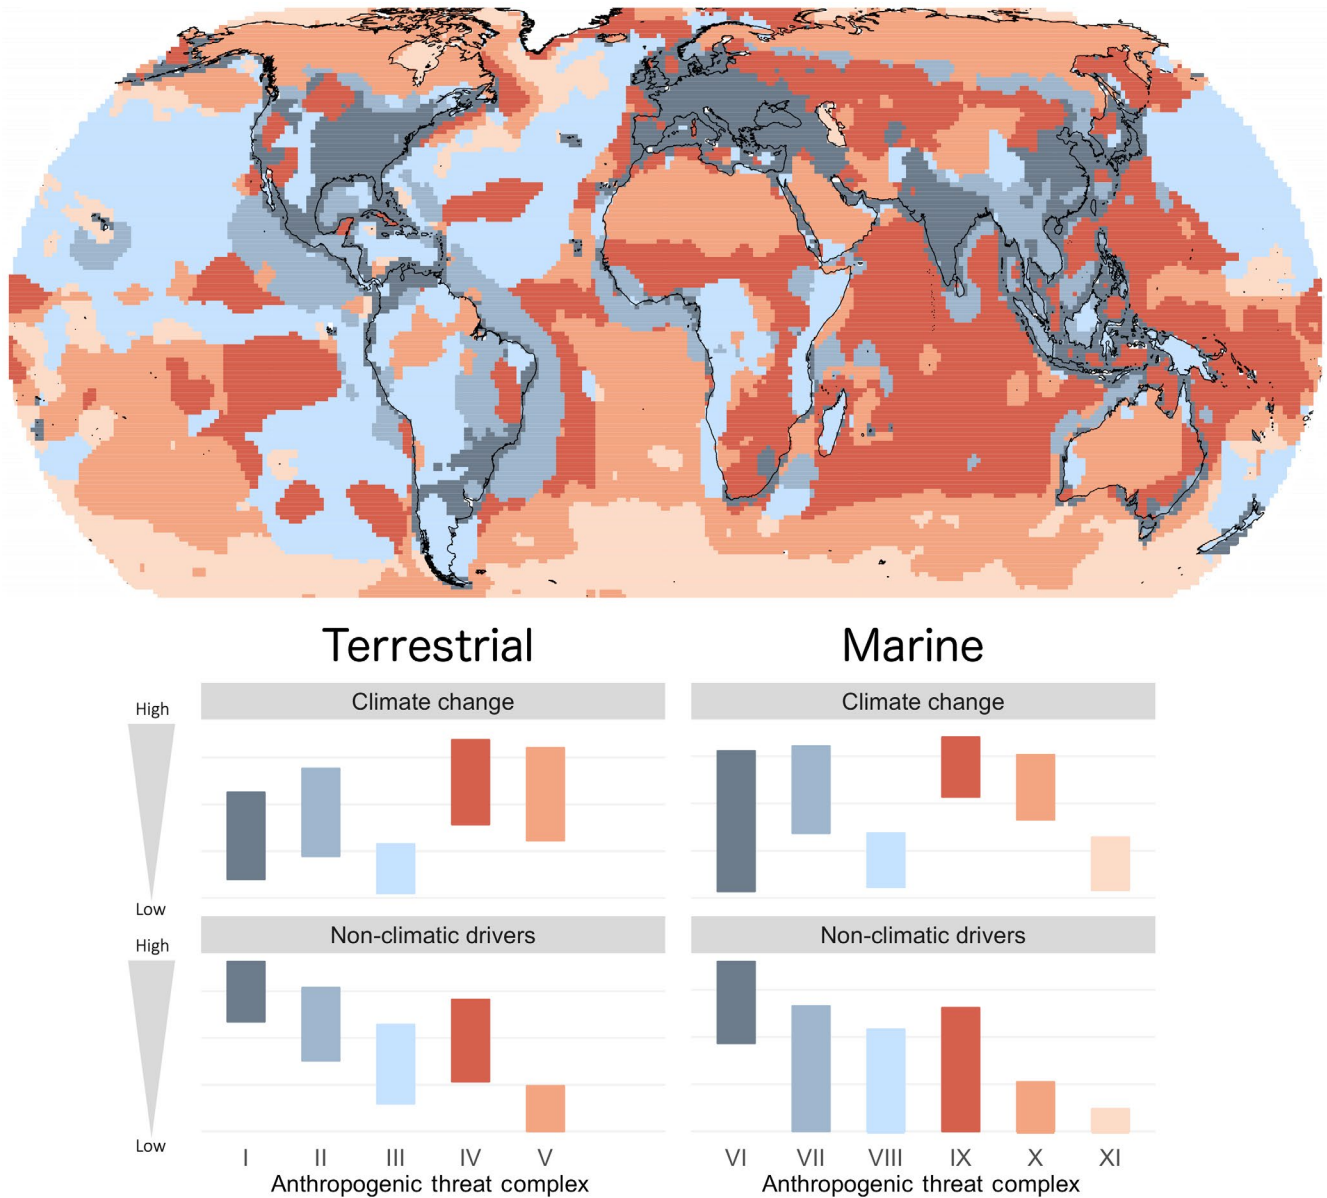 Terrestrial Marine
Climate change Climate change
High
Low
Non-climatic drivers Non-climatic drivers
High
Low
I II III IV V VI VII VIII IX X XI
Anthropogenic threat complex Anthropogenic threat complex